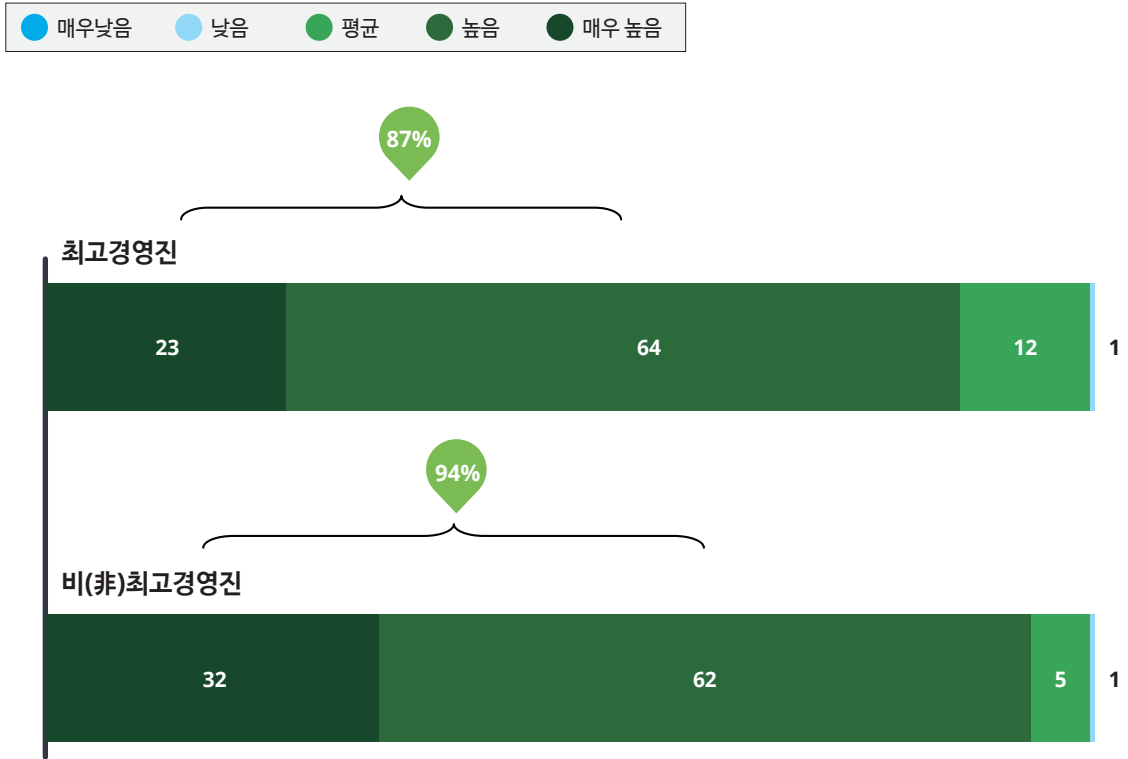 매우낮음 낮음 평균 높음 매우 높음
87%
최고경영진
23 64 12 1
94%
비(非)최고경영진
32 62 5 1